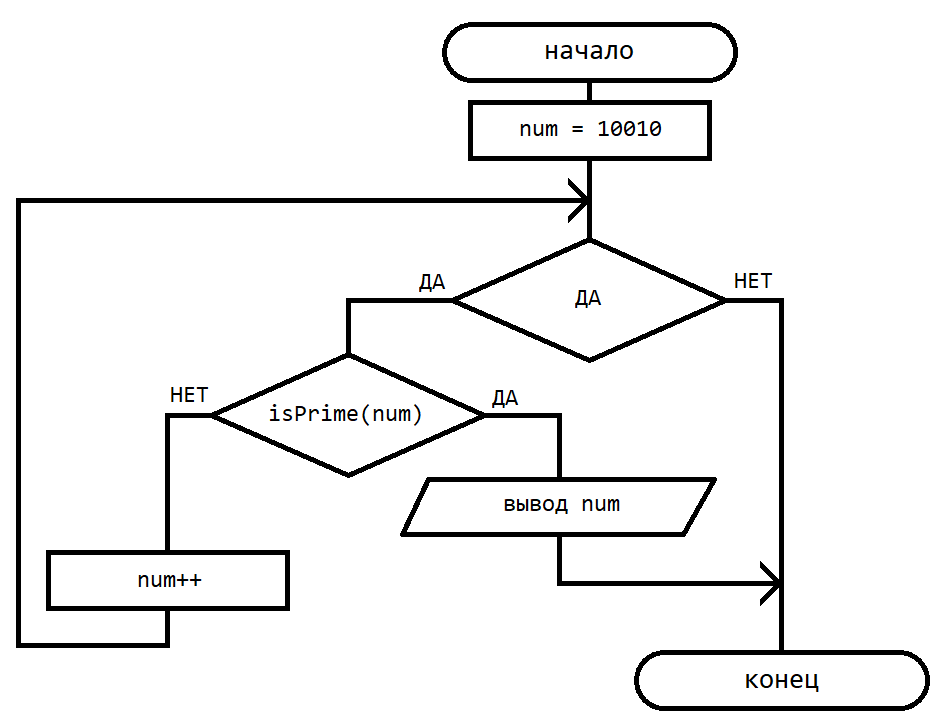 начало
num = 10010
ДА
ДА
НЕТ
НЕТ
isPrime(num)
ДА
вывод num
num++
конец